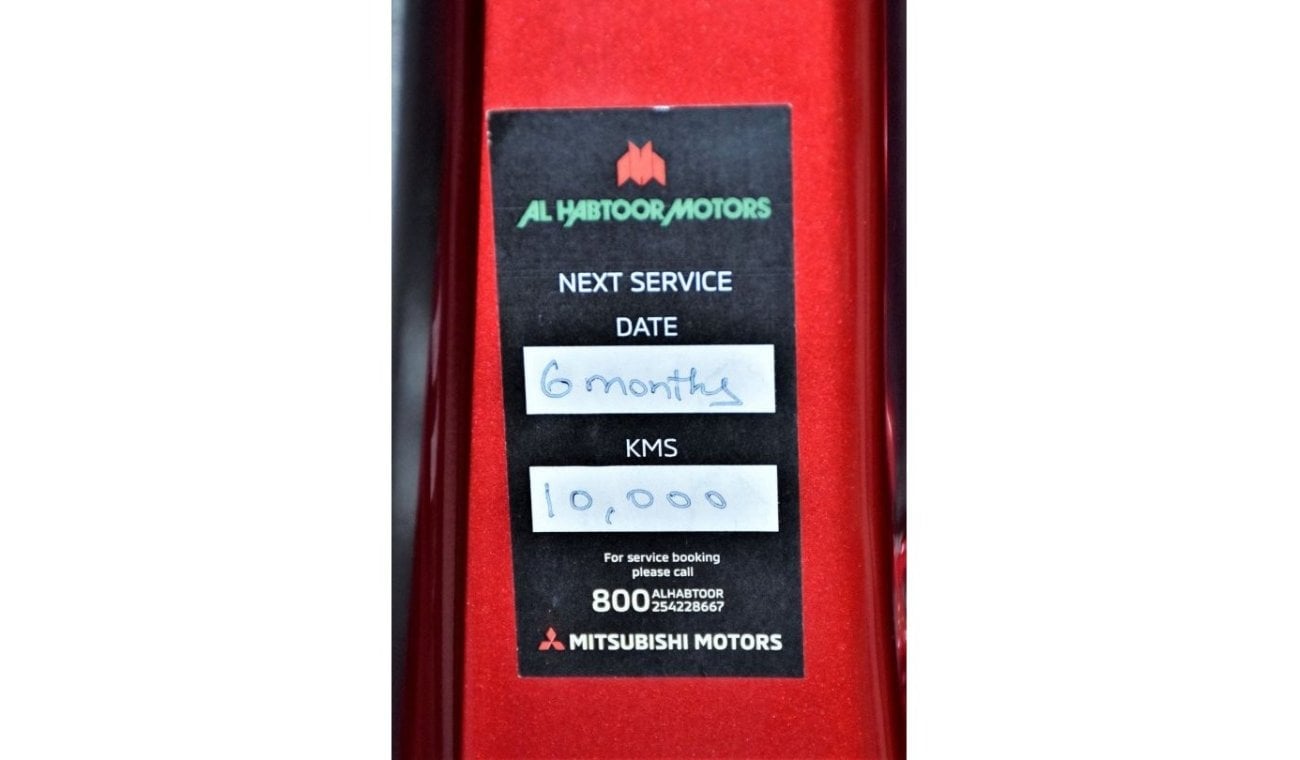 AL HABTOOR MOTORS
NEXT SERVICE
DATE
6 months
KMS
10,000
For service booking
please call
800 ALHABTOOR
254228667
MITSUBISHI MOTORS